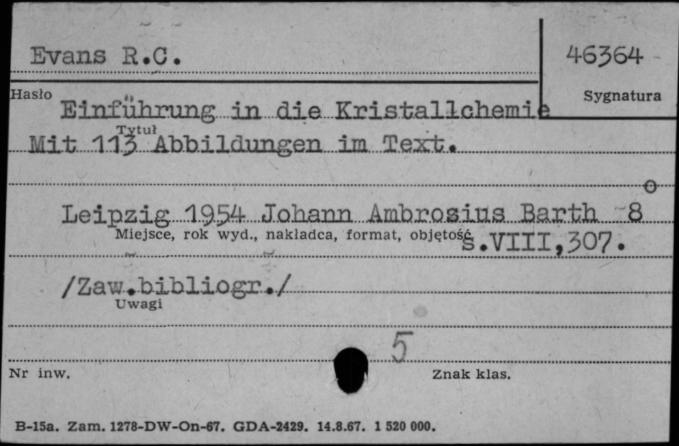 Evans R.C.
46364
Hasło
Sygnatura
Einführung in die Kristallchemie
Tytuł
Mit 113 Abbildungen im Text.
Leipzig 1954 Johann Ambrosius Barth 8°
Miejsce, rok wyd., nakładca, format, objętość
s.VIII,307.
/Zaw.bibliogr./
Uwagi
5
Nr inw.
Znak klas.
B-15a. Zam. 1278-DW-On-67. GDA-2429. 14.8.67. 1 520 000.